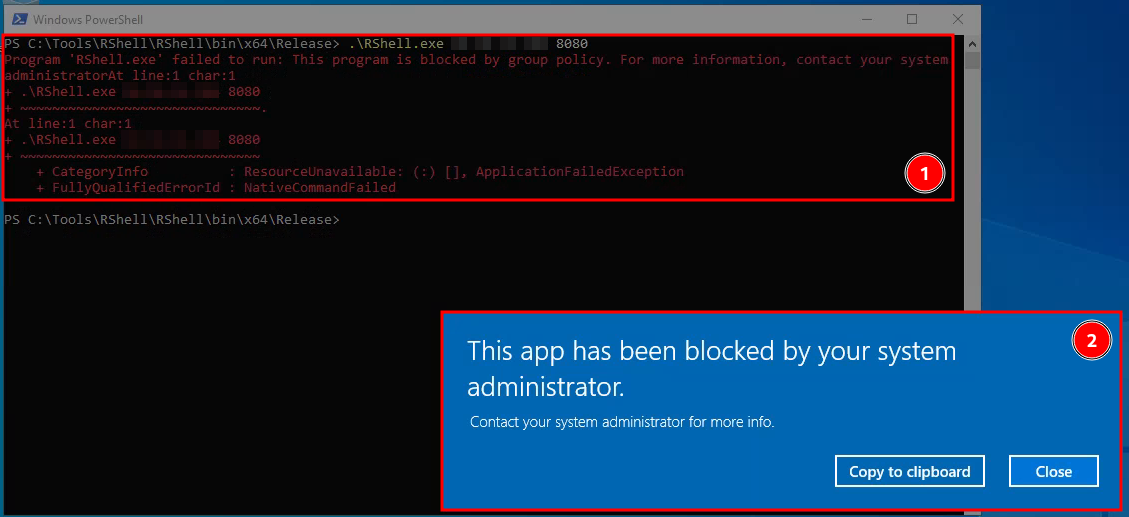 Windows PowerShell
PS C:\Tools\RShell\RShell\bin\x64\Release> .\RShell.exe 8080
Program 'RShell.exe' failed to run: This program is blocked by group policy. For more information, contact your system
administratorAt line:1 char:1
+ .\RShell.exe 8080
+ ~~~~~~~~~~~~~~~~~~~~~~~~~~~~~~.
At line:1 char:1
+ .\RShell.exe 8080
+ ~~~~~~~~~~~~~~~~~~~~~~~~~~~~~~
+ CategoryInfo : ResourceUnavailable: (:) [], ApplicationFailedException
+ FullyQualifiedErrorId : NativeCommandFailed
1
PS C:\Tools\RShell\RShell\bin\x64\Release>
2
This app has been blocked by your system
administrator.
Contact your system administrator for more info.
Copy to clipboard
Close